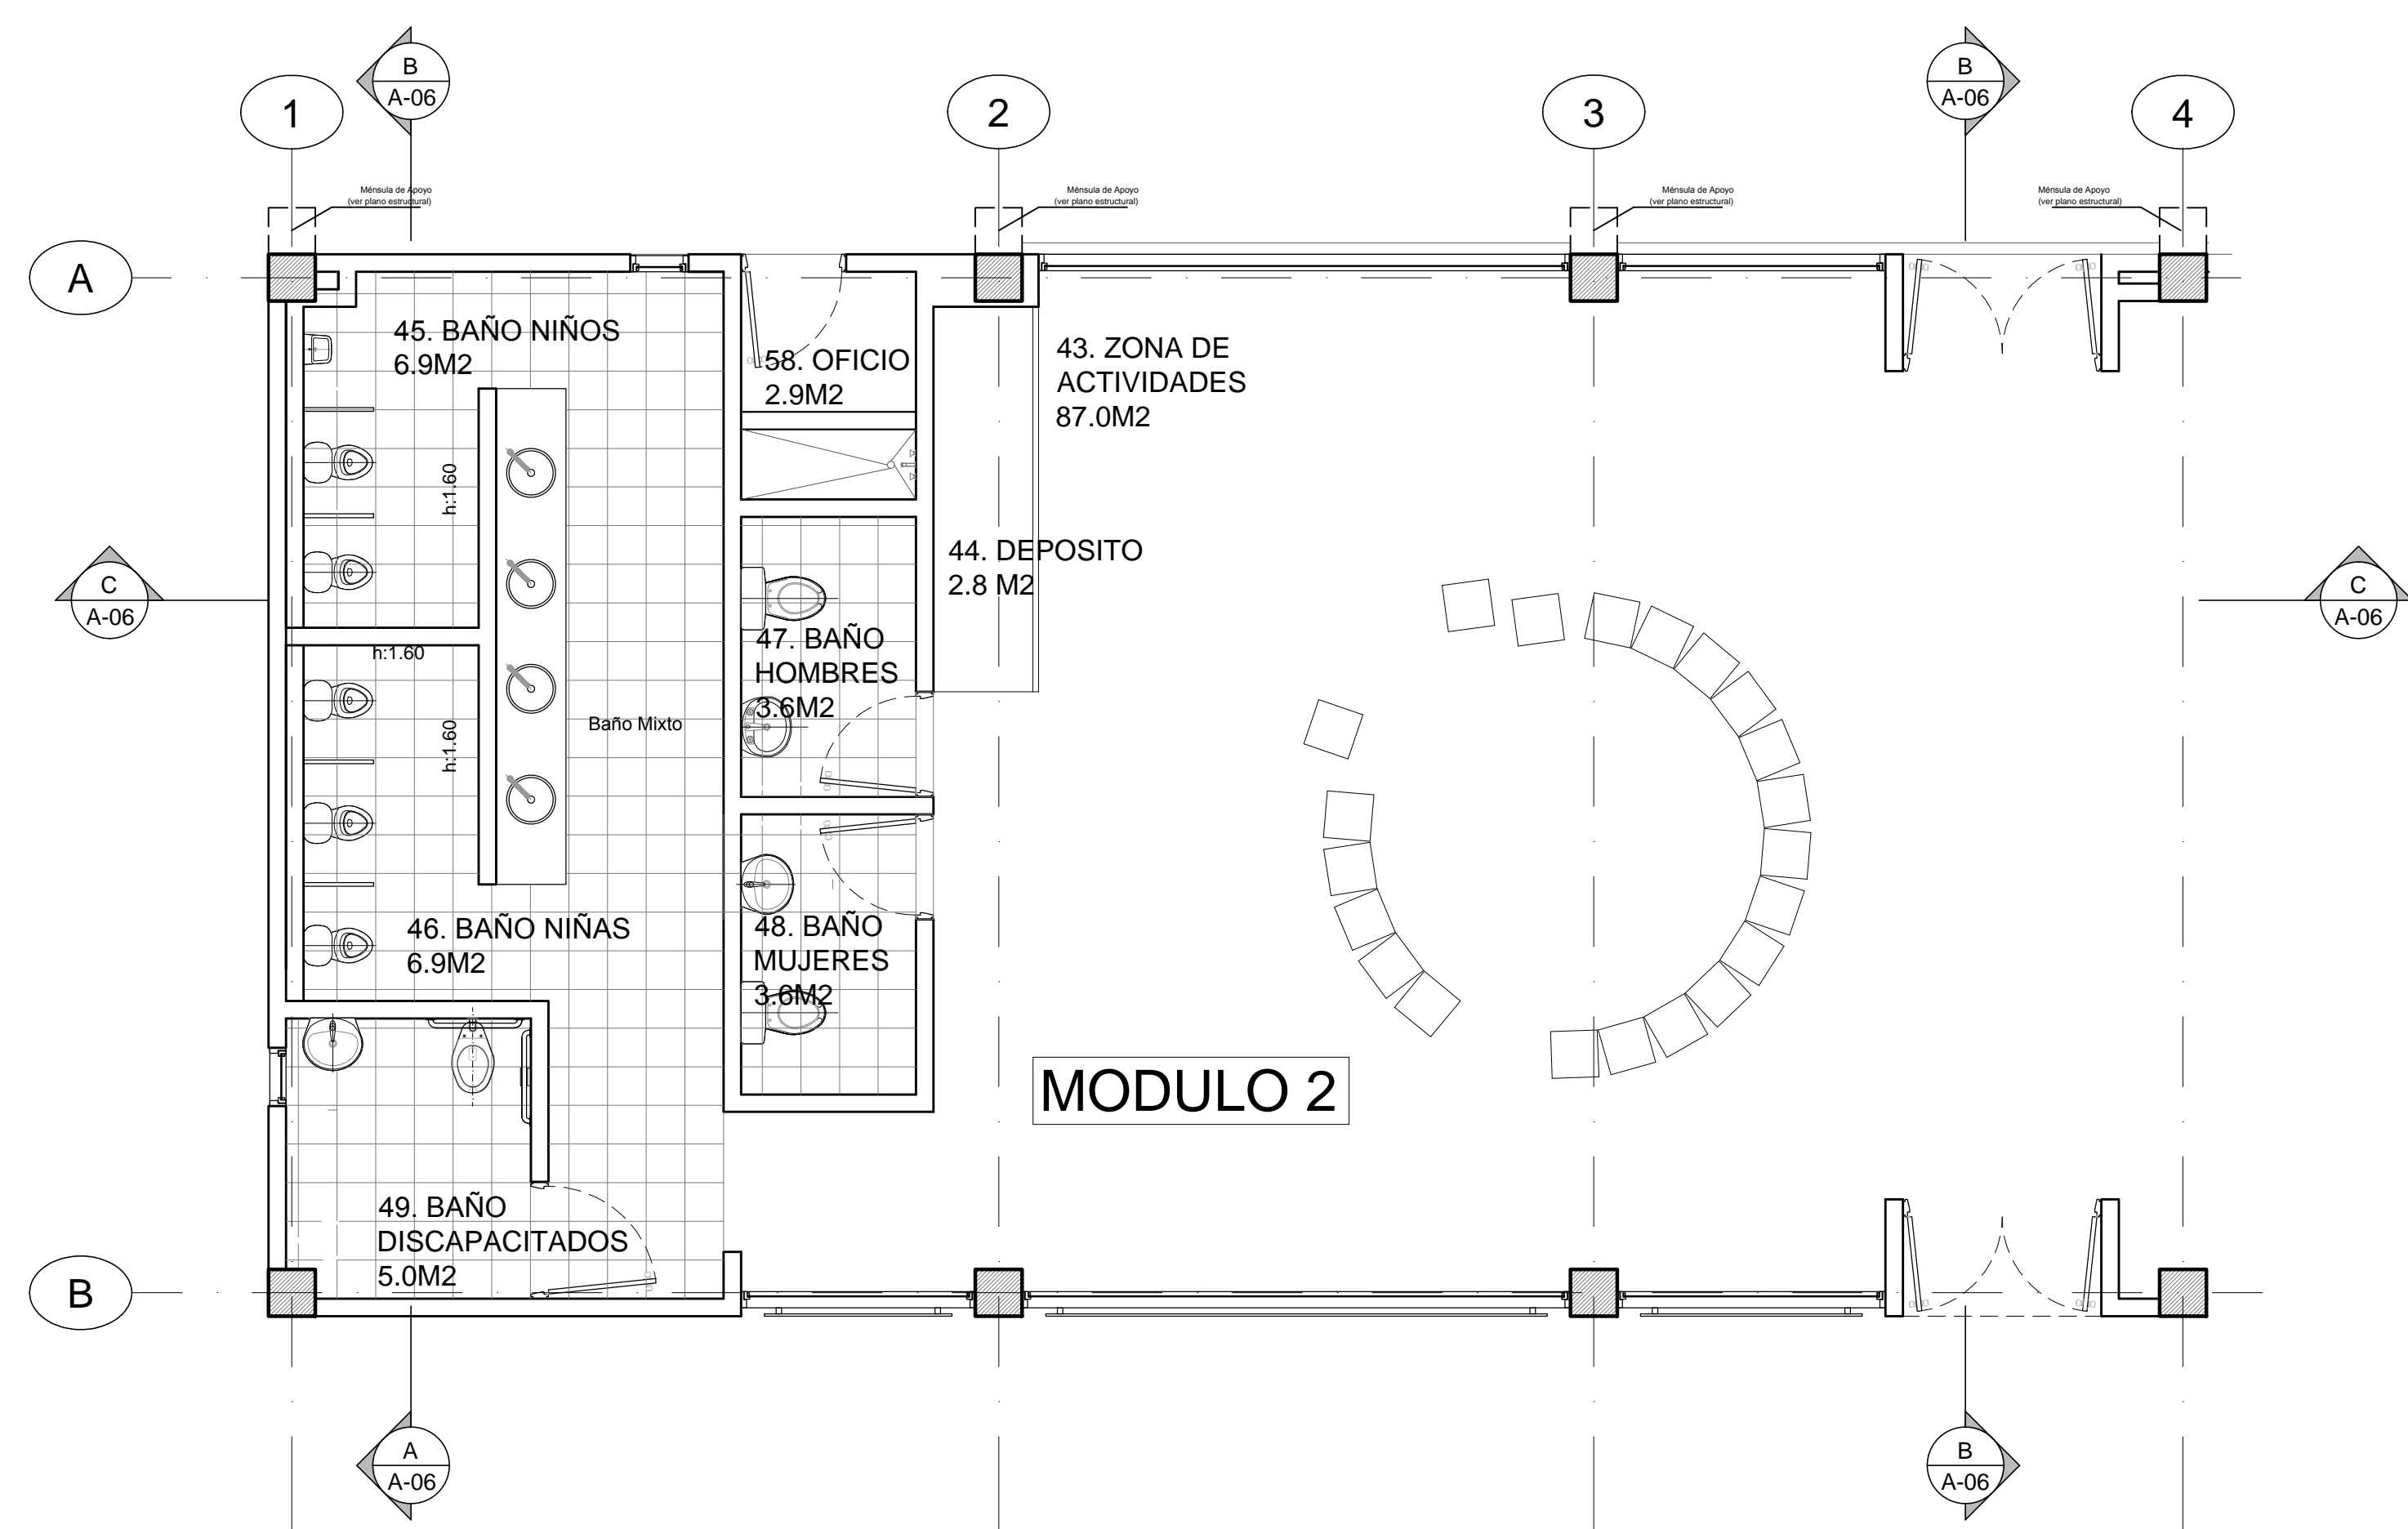 B
A-06
B
A-06
1
2
3
4
Ménsula de Apoyo
(ver plano estructural)
Ménsula de Apoyo
(ver plano estructural)
Ménsula de Apoyo
(ver plano estructural)
Ménsula de Apoyo
(ver plano estructural)
A
45. BAÑO NIÑOS
6.9M2
58. OFICIO
2.9M2
43. ZONA DE
ACTIVIDADES
87.0M2
h:1.60
44. DEPOSITO
2.8 M2
C
A-06
C
A-06
h:1.60
47. BAÑO
HOMBRES
3.6M2
h:1.60
Baño Mixto
46. BAÑO NIÑAS
6.9M2
48. BAÑO
MUJERES
3.6M2
MODULO 2
49. BAÑO
DISCAPACITADOS
5.0M2
B
A
A-06
B
A-06